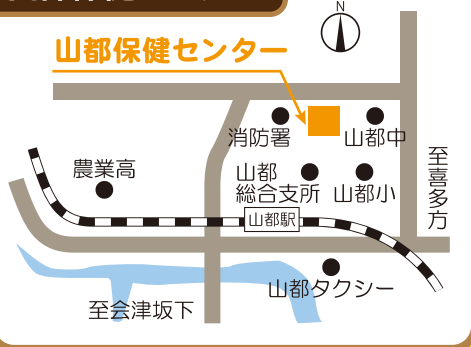 N
山都保健センター
消防署
山都中
農業高
山都
総合支所
山都小
至喜多方
山都駅
山都タクシー
至会津坂下